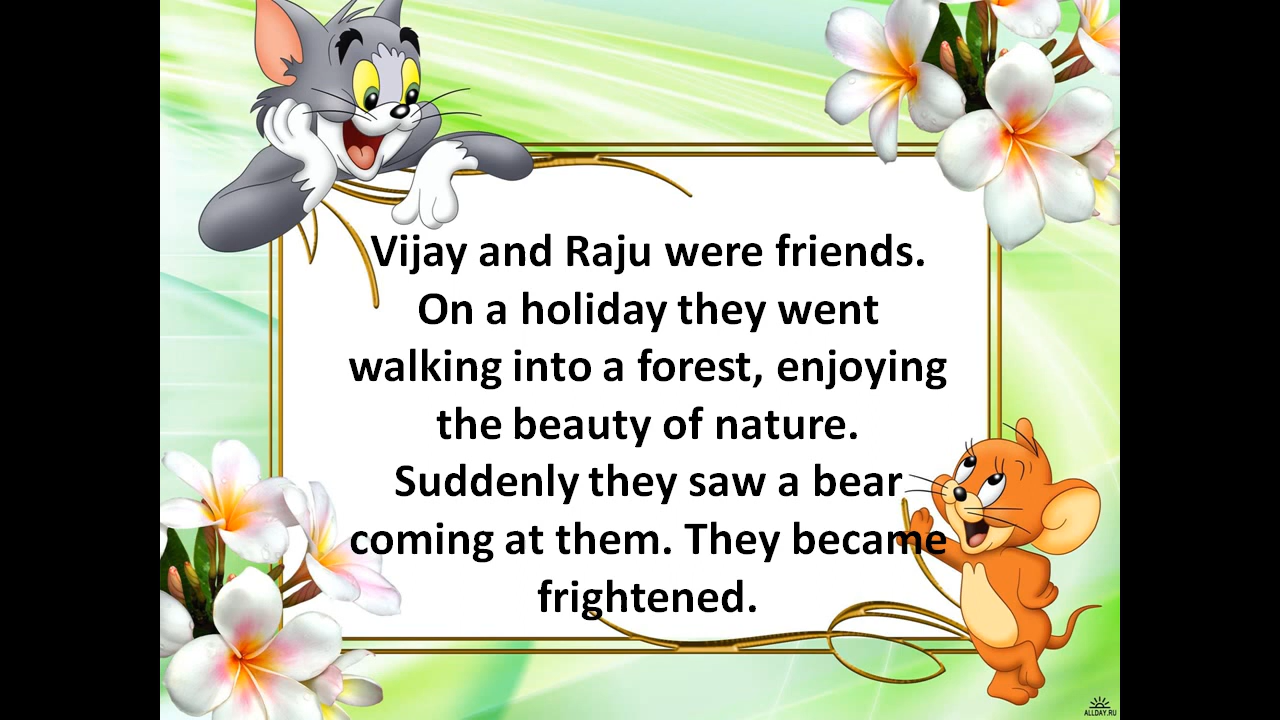 Vijay and Raju were friends.
On a holiday they went
walking into a forest, enjoying
the beauty of nature.
Suddenly they saw a bear
coming at them. They became
frightened.
ALLDAY.RU